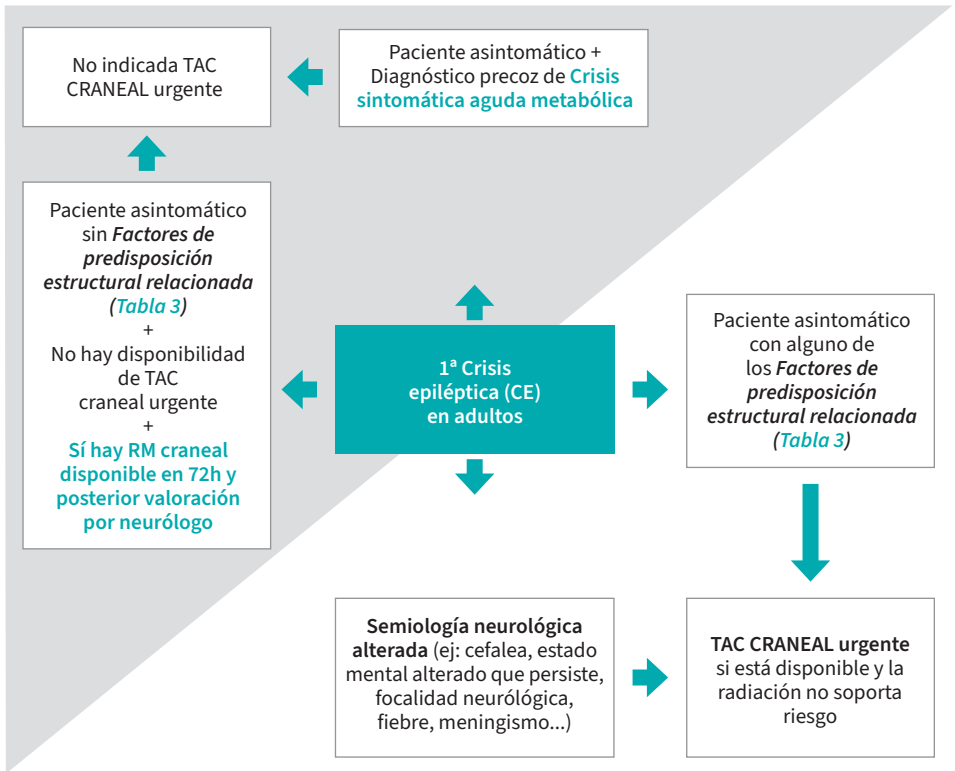 No indicada TAC
CRANEAL urgente
Paciente asintomático +
Diagnóstico precoz de Crisis
sintomática aguda metabólica
Paciente asintomático
sin Factores de
predisposición
estructural relacionada
(Tabla 3)
+
No hay disponibilidad
de TAC
craneal urgente
+
Sí hay RM craneal
disponible en 72h y
posterior valoración
por neurólogo
1ª Crisis
epiléptica (CE)
en adultos
Paciente asintomático
con alguno de
los Factores de
predisposición
estructural relacionada
(Tabla 3)
Semiología neurológica
alterada (ej: cefalea, estado
mental alterado que persiste,
focalidad neurólógica,
fiebre, meningismo...)
TAC CRANEAL urgente
si está disponible y la
radiación no soporta
riesgo